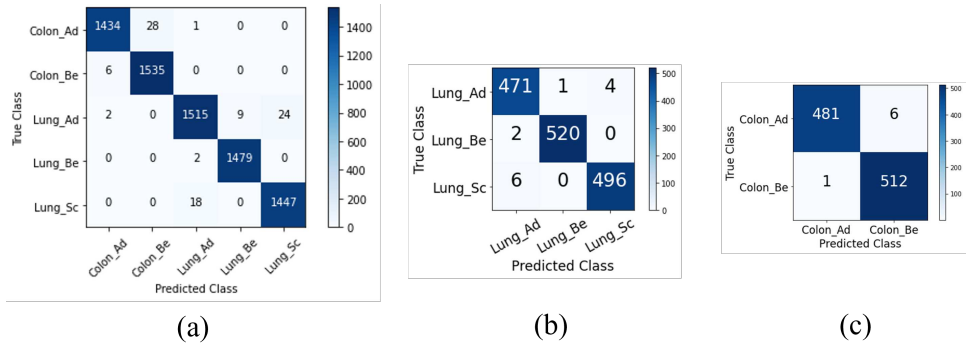 True Class
Colon_Ad 1434 28 1 0 0
Colon_Be 6 1535 0 0 0
Lung_Ad 2 0 1515 9 24
Lung_Be 0 0 2 1479 0
Lung_Sc 0 0 18 0 1447
Colon_Ad Colon_Be Lung_Ad Lung_Be Lung_Sc
Predicted Class
1400
1200
1000
800
600
400
200
0
(a)
True Class
Lung_Ad 471 1 4
Lung_Be 2 520 0
Lung_Sc 6 0 496
Lung_Ad Lung_Be Lung_Sc
Predicted Class
500
400
300
200
100
0
(b)
True Class
Colon_Ad 481 6
Colon_Be 1 512
Colon_Ad Colon_Be
Predicted Class
500
400
300
200
100
(c)